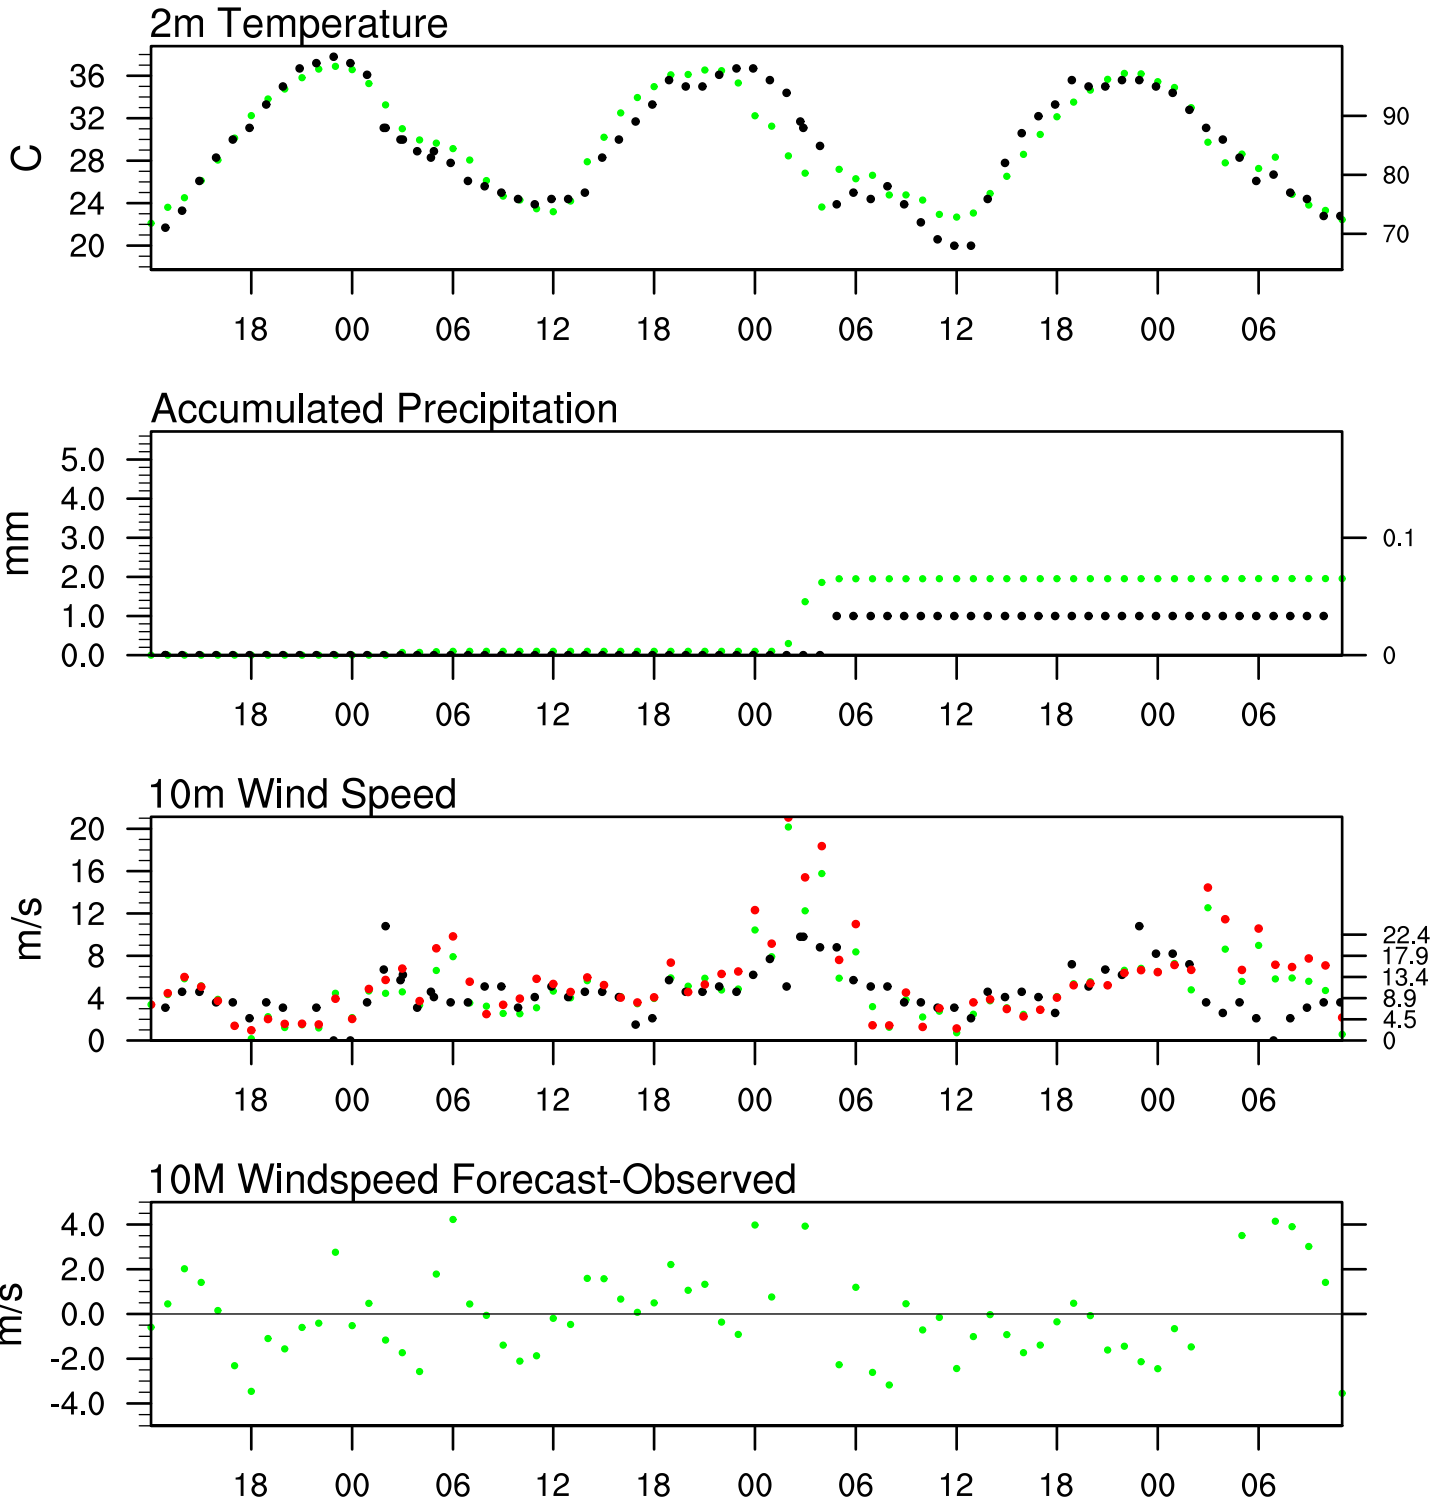 2m Temperature
C
36
32
28
24
20
90
80
70
18 00 06 12 18 00 06 12 18 00 06
Accumulated Precipitation
mm
5.0
4.0
3.0
2.0
1.0
0.0
0.1
0
18 00 06 12 18 00 06 12 18 00 06
10m Wind Speed
m/s
20
16
12
8
4
0
22.4
17.9
13.4
8.9
4.5
0
18 00 06 12 18 00 06 12 18 00 06
10M Windspeed Forecast-Observed
m/s
4.0
2.0
0.0
-2.0
-4.0
18 00 06 12 18 00 06 12 18 00 06